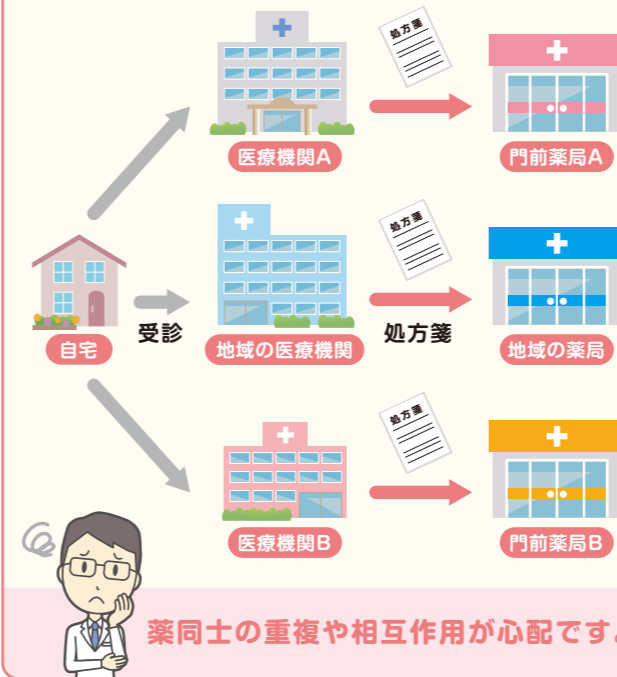 処方箋
医療機関A
門前薬局A
処方箋
受診
処方箋
自宅
地域の医療機関
地域の薬局
処方箋
医療機関B
門前薬局B
薬同士の重複や相互作用が心配です。